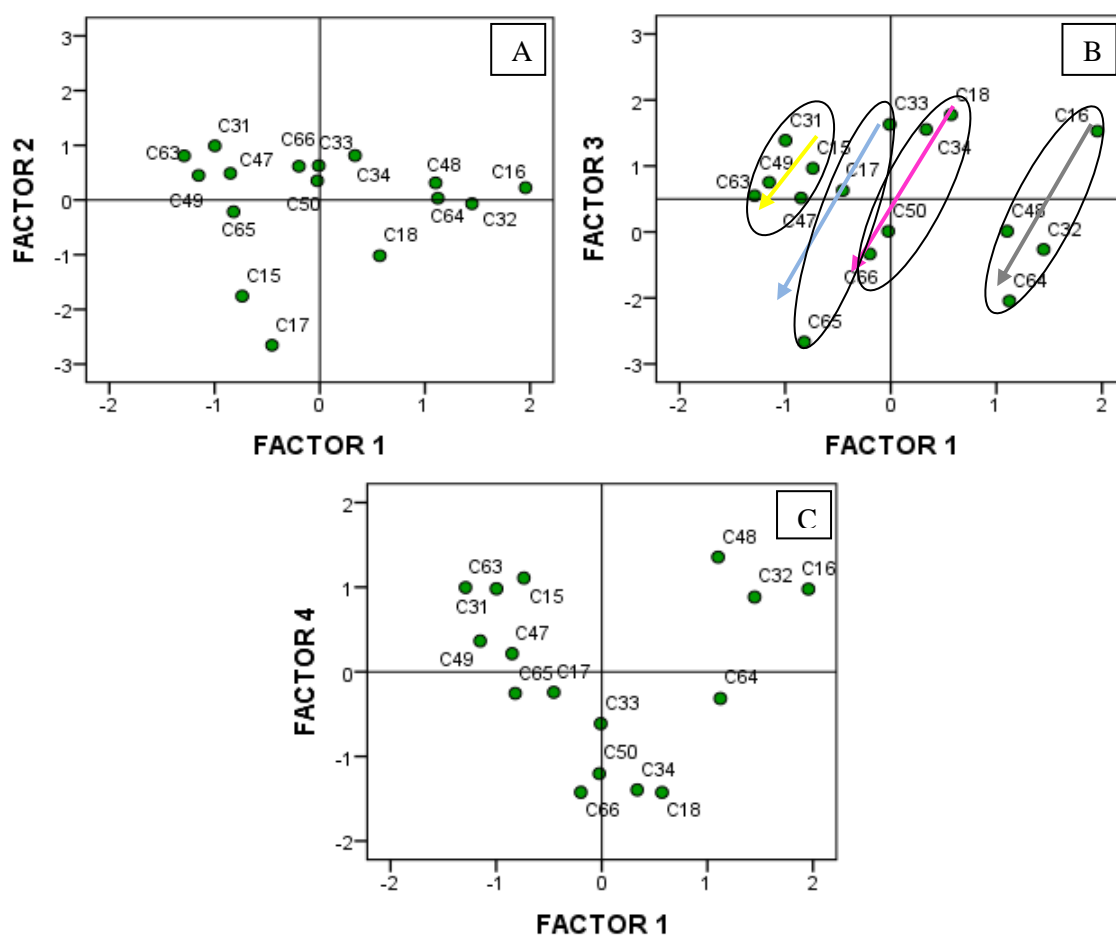 A
3
2
1
0
-1
-2
-3
C31
C66
C33
C63
C47
C48
C16
C34
C49
C50
C64
C32
C65
C18
C15
C17
-2
-1
0
1
2
FACTOR 1
FACTOR 2
B
3
2
1
0
-2
-3
C33
C18
C31
C16
C15
C34
C49
C17
C63
C47
C50
C48
C32
C66
C64
C65
-2
-1
0
1
2
FACTOR 1
FACTOR 3
C
2
1
0
-1
-2
C48
C63
C32
C16
C31
C15
C47
C49
C65
C17
C64
C33
C50
C34
C66
C18
-2
-1
0
1
2
FACTOR 1
FACTOR 4